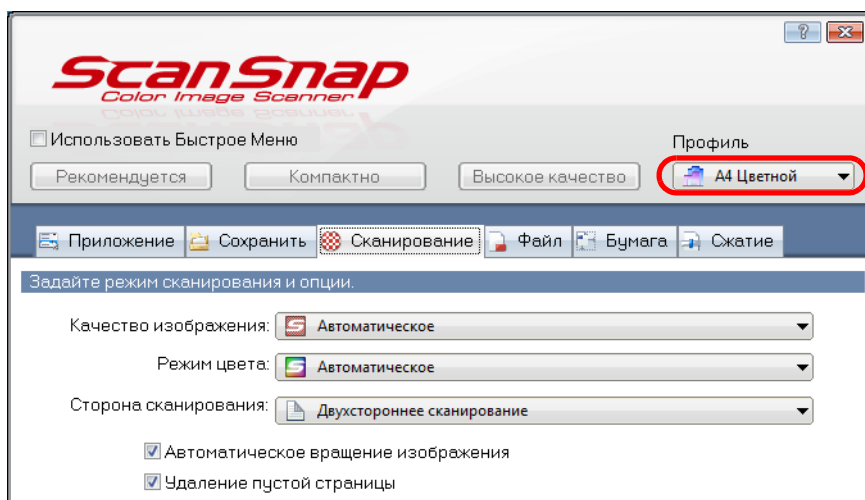 ScanSnap
Color Image Scanner
Использовать Быстрое Меню
Профиль
Рекомендуется Компактно Высокое качество А4 Цветной
Приложение Сохранить Сканирование Файл Бумага Сжатие
Задайте режим сканирования и опции.
Качество изображения: Автоматическое
Режим цвета: Автоматическое
Сторона сканирования: Двухстороннее сканирование
Автоматическое вращение изображения
Удаление пустой страницы